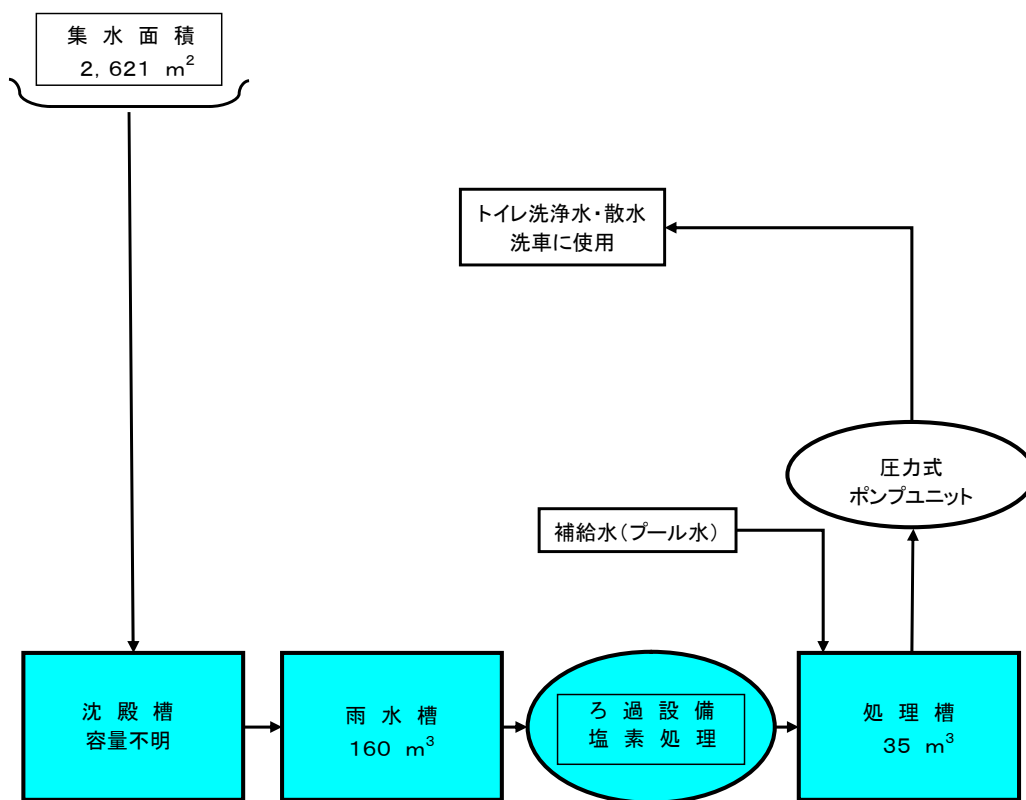 集 水 面 積
2，621 m²
トイレ洗浄水・散水
洗車に使用
圧力式
ポンプユニット
補給水（プール水）
沈 殿 槽
容量不明
雨 水 槽
160 m³
ろ 過 設 備
塩 素 処 理
処 理 槽
35 m³